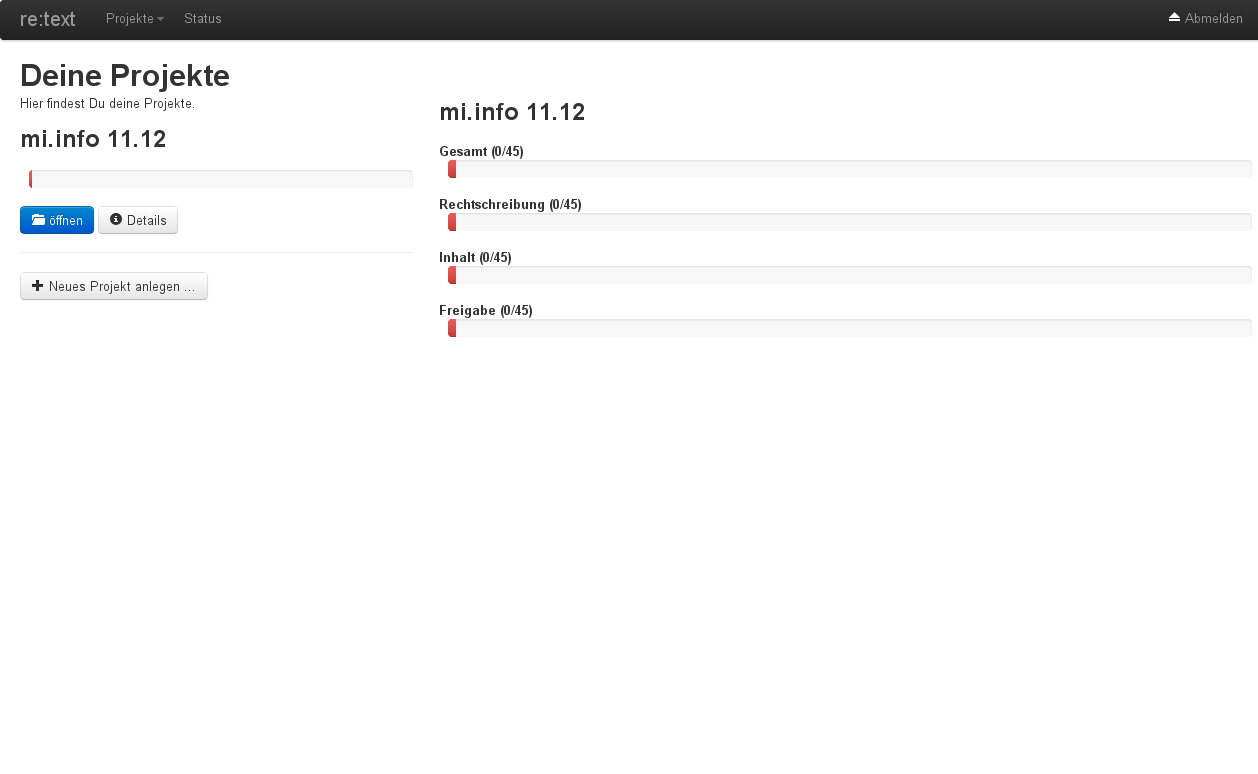 re:text Projekte Status Abmelden
Deine Projekte
Hier findest Du deine Projekte.
mi.info 11.12
öffnen Details
Neues Projekt anlegen ...
mi.info 11.12
Gesamt (0/45)
Rechtschreibung (0/45)
Inhalt (0/45)
Freigabe (0/45)